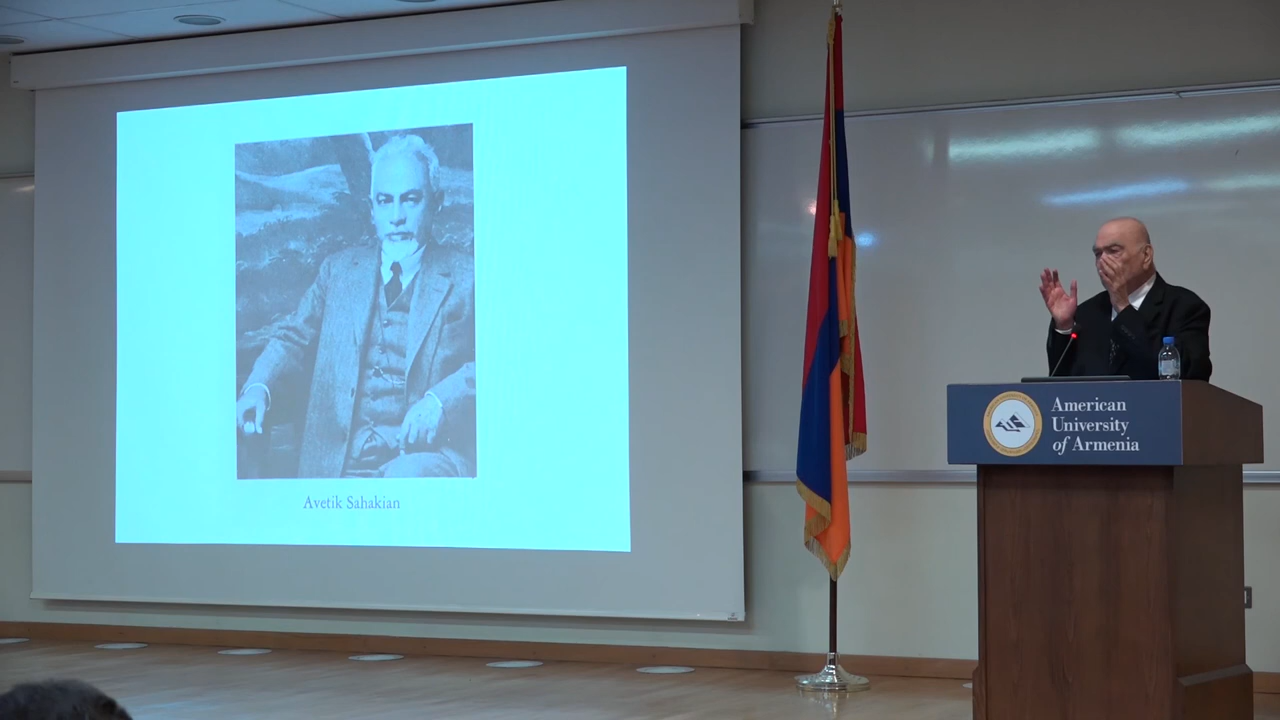 Avetik Sahakian
American
University
of Armenia